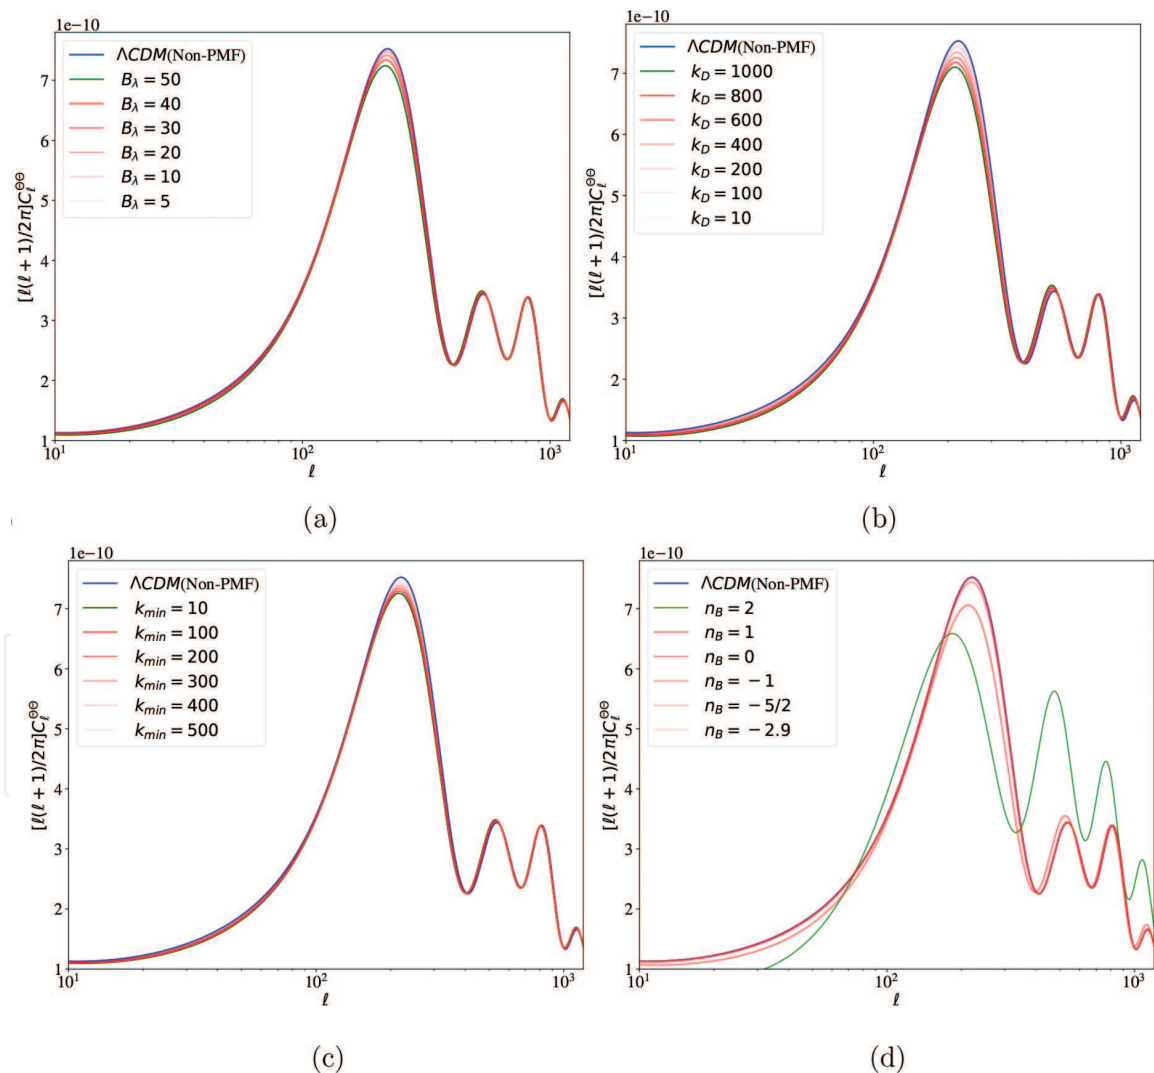 1e-10
ΛCDM(Non-PMF)
B_λ = 50
B_λ = 40
B_λ = 30
B_λ = 20
B_λ = 10
B_λ = 5
[ℓ(ℓ + 1)/2π]C_ℓ^ΘΘ
7
6
5
4
3
2
1
10^1
10^2
10^3
ℓ
(a)
1e-10
ΛCDM(Non-PMF)
k_D = 1000
k_D = 800
k_D = 600
k_D = 400
k_D = 200
k_D = 100
k_D = 10
[ℓ(ℓ + 1)/2π]C_ℓ^ΘΘ
7
6
5
4
3
2
1
10^1
10^2
10^3
ℓ
(b)
1e-10
ΛCDM(Non-PMF)
k_min = 10
k_min = 100
k_min = 200
k_min = 300
k_min = 400
k_min = 500
[ℓ(ℓ + 1)/2π]C_ℓ^ΘΘ
7
6
5
4
3
2
1
10^1
10^2
10^3
ℓ
(c)
1e-10
ΛCDM(Non-PMF)
n_B = 2
n_B = 1
n_B = 0
n_B = −1
n_B = −5/2
n_B = −2.9
[ℓ(ℓ + 1)/2π]C_ℓ^ΘΘ
7
6
5
4
3
2
1
10^1
10^2
10^3
ℓ
(d)